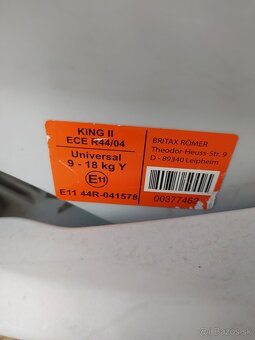 KING II
ECE R44/04
Universal
9 - 18 kg Y
E11
E11 44R-041578
BRITAX RÖMER
Theodor-Heuss-Str. 9
D - 89340 Leipheim